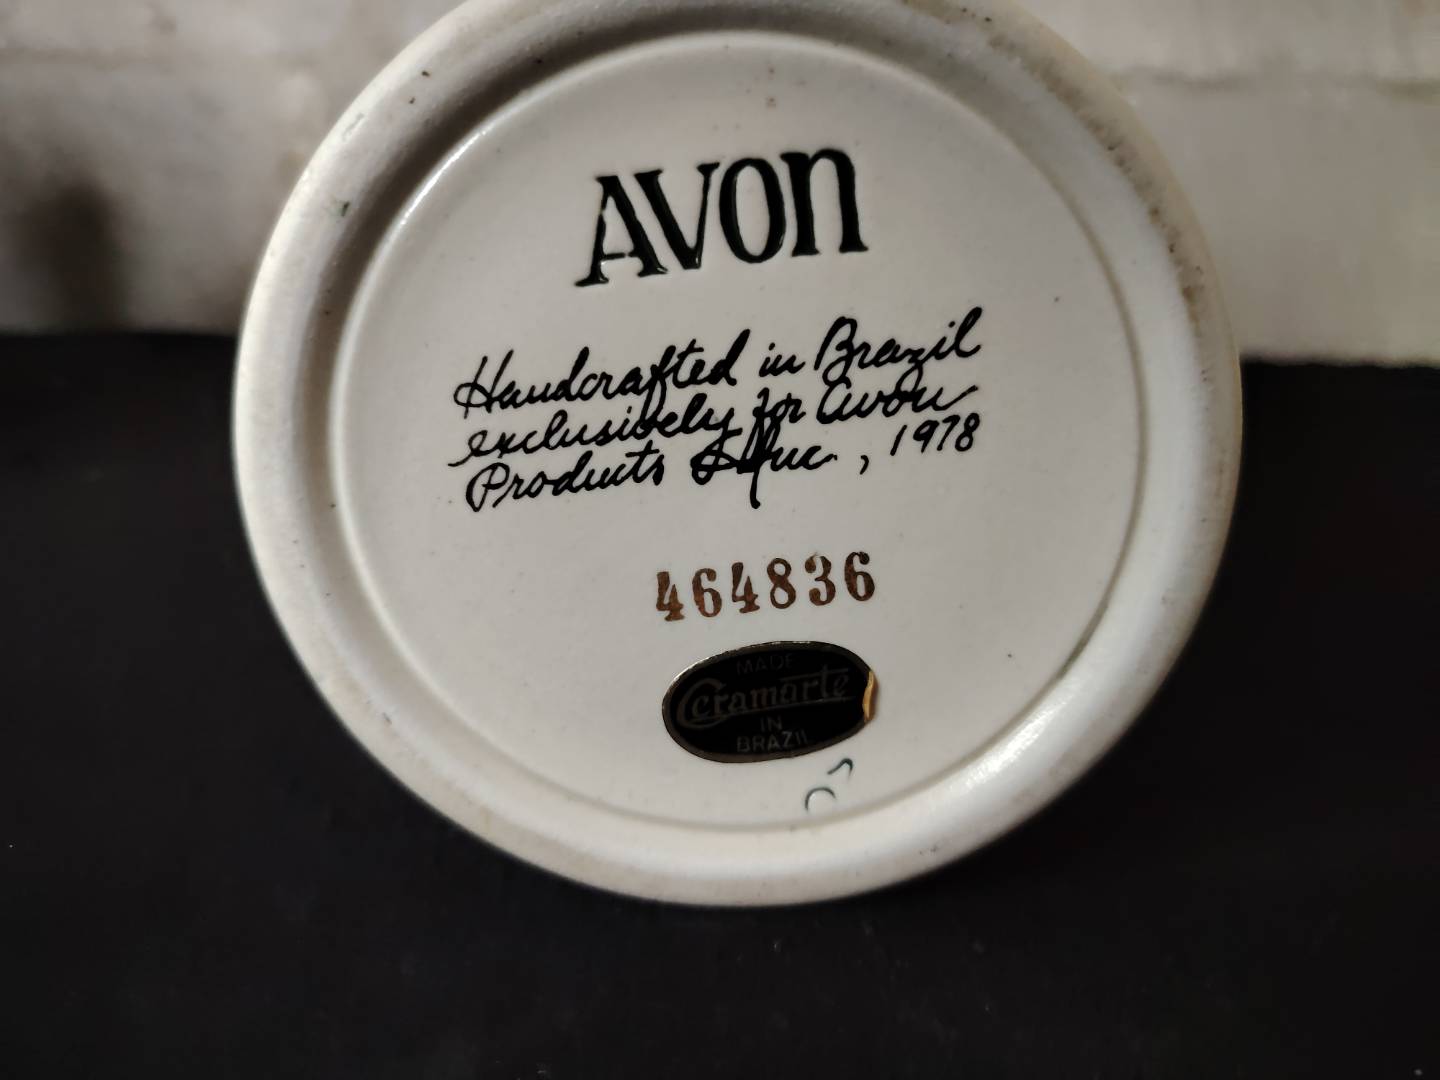 AVON
Handcrafted in Brazil
exclusively for Avon
Products Inc., 1978
464836
MADE
Ceramarte
IN
BRAZIL